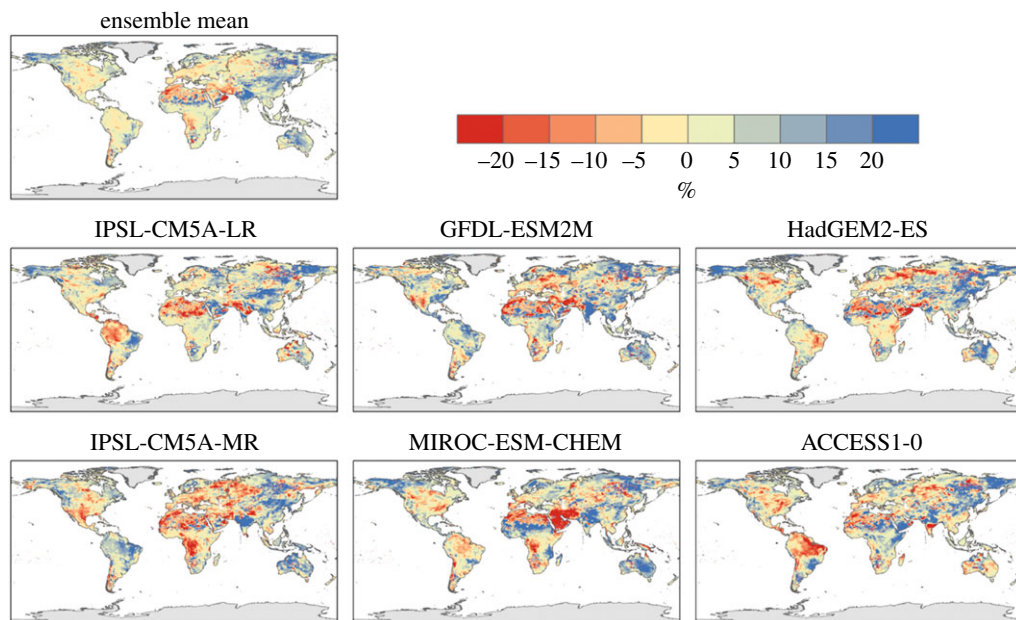 ensemble mean
–20 –15 –10 –5 0 5 10 15 20
%
IPSL-CM5A-LR GFDL-ESM2M HadGEM2-ES
IPSL-CM5A-MR MIROC-ESM-CHEM ACCESS1-0